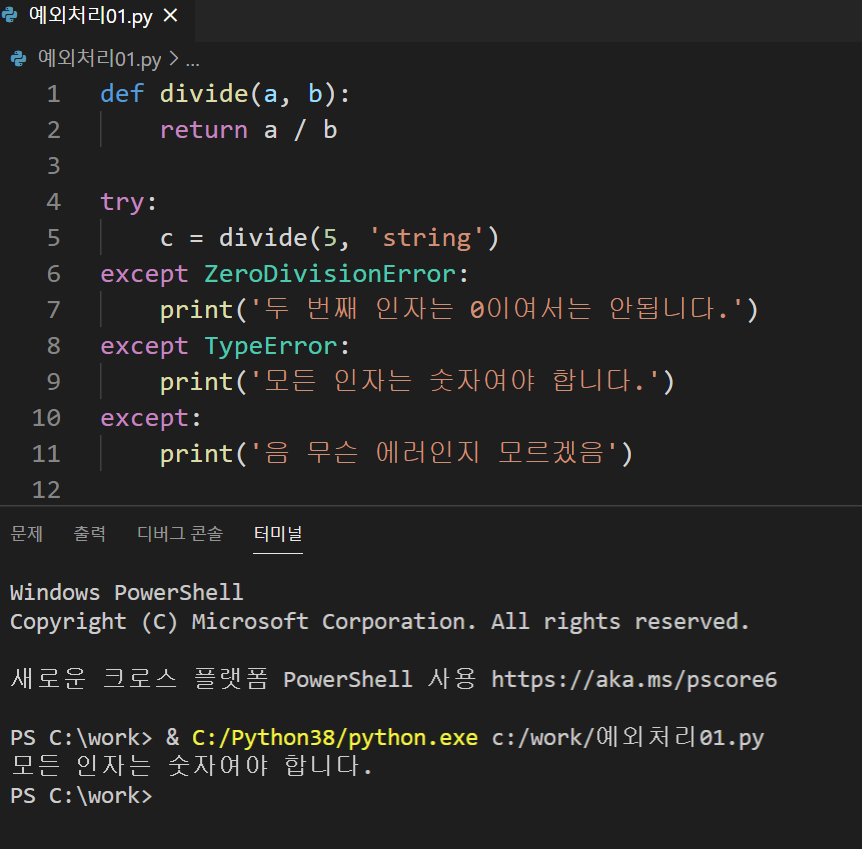 예외처리01.py ×
예외처리01.py > ...
1 def divide(a, b):
2     return a / b
3
4 try:
5     c = divide(5, 'string')
6 except ZeroDivisionError:
7     print('두 번째 인자는 0이여서는 안됩니다.')
8 except TypeError:
9     print('모든 인자는 숫자여야 합니다.')
10 except:
11     print('음 무슨 에러인지 모르겠음')
12
문제 출력 디버그 콘솔 터미널
Windows PowerShell
Copyright (C) Microsoft Corporation. All rights reserved.
새로운 크로스 플랫폼 PowerShell 사용 https://aka.ms/pscore6
PS C:\work> & C:/Python38/python.exe c:/work/예외처리01.py
모든 인자는 숫자여야 합니다.
PS C:\work>